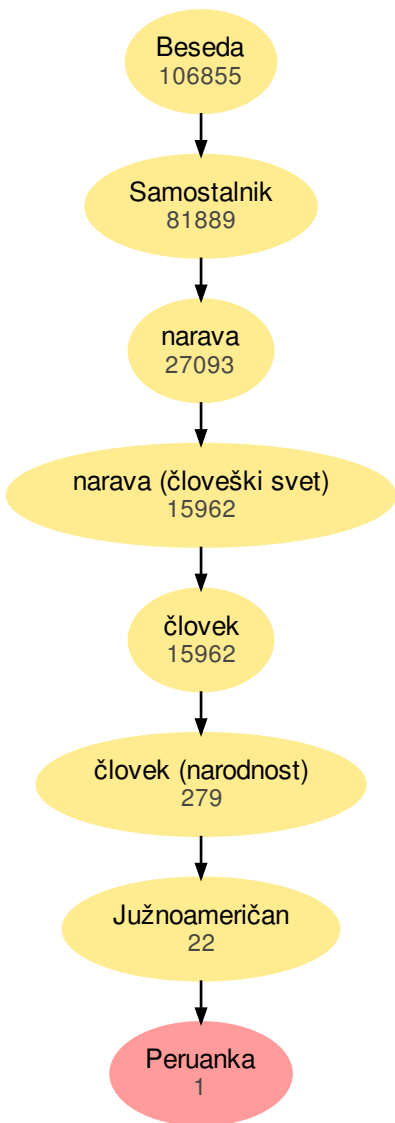 Beseda
106855
Samostalnik
81889
narava
27093
narava (človeški svet)
15962
človek
15962
človek (narodnost)
279
Južnoameričan
22
Peruanka
1